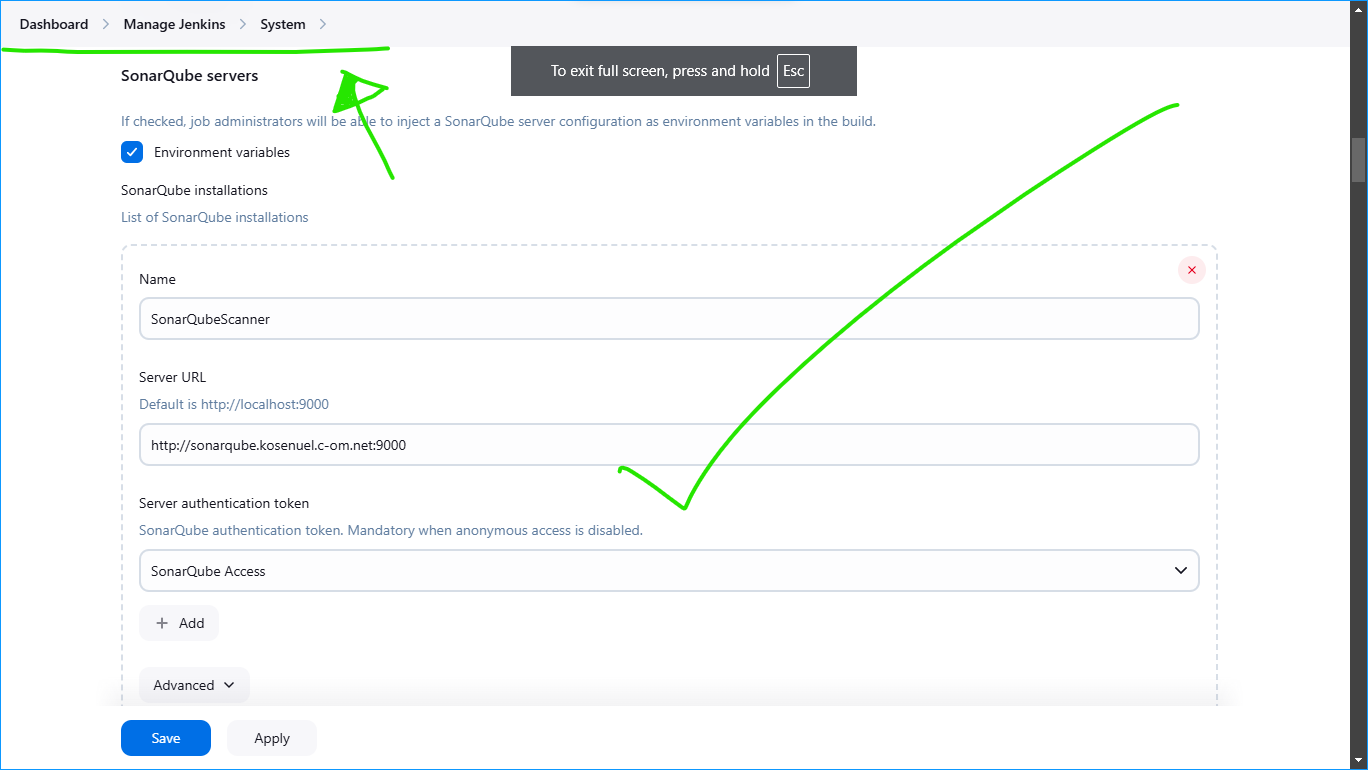 Dashboard > Manage Jenkins > System >
To exit full screen, press and hold Esc
SonarQube servers
If checked, job administrators will be able to inject a SonarQube server configuration as environment variables in the build.
Environment variables
SonarQube installations
List of SonarQube installations
Name
SonarQubeScanner
Server URL
Default is http://localhost:9000
http://sonarqube.kosenuel.c-om.net:9000
Server authentication token
SonarQube authentication token. Mandatory when anonymous access is disabled.
SonarQube Access
+ Add
Advanced
Save Apply